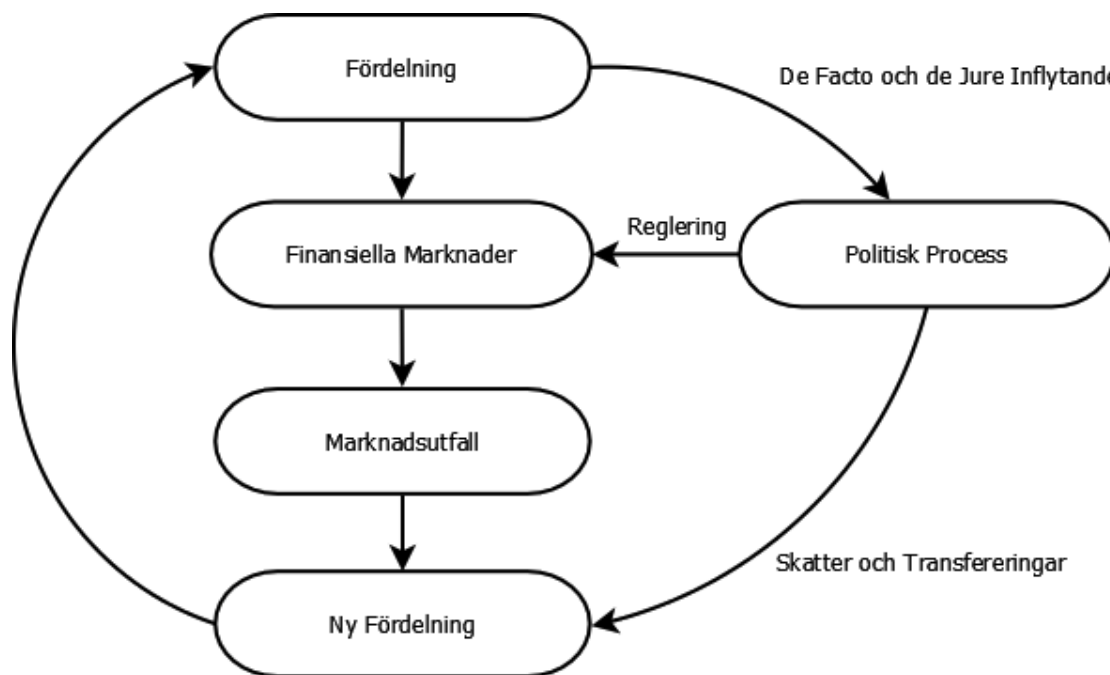 Fördelning
De Facto och de Jure Inflytande
Finansiella Marknader
Reglering
Politisk Process
Marknadsutfall
Skatter och Transfereringar
Ny Fördelning